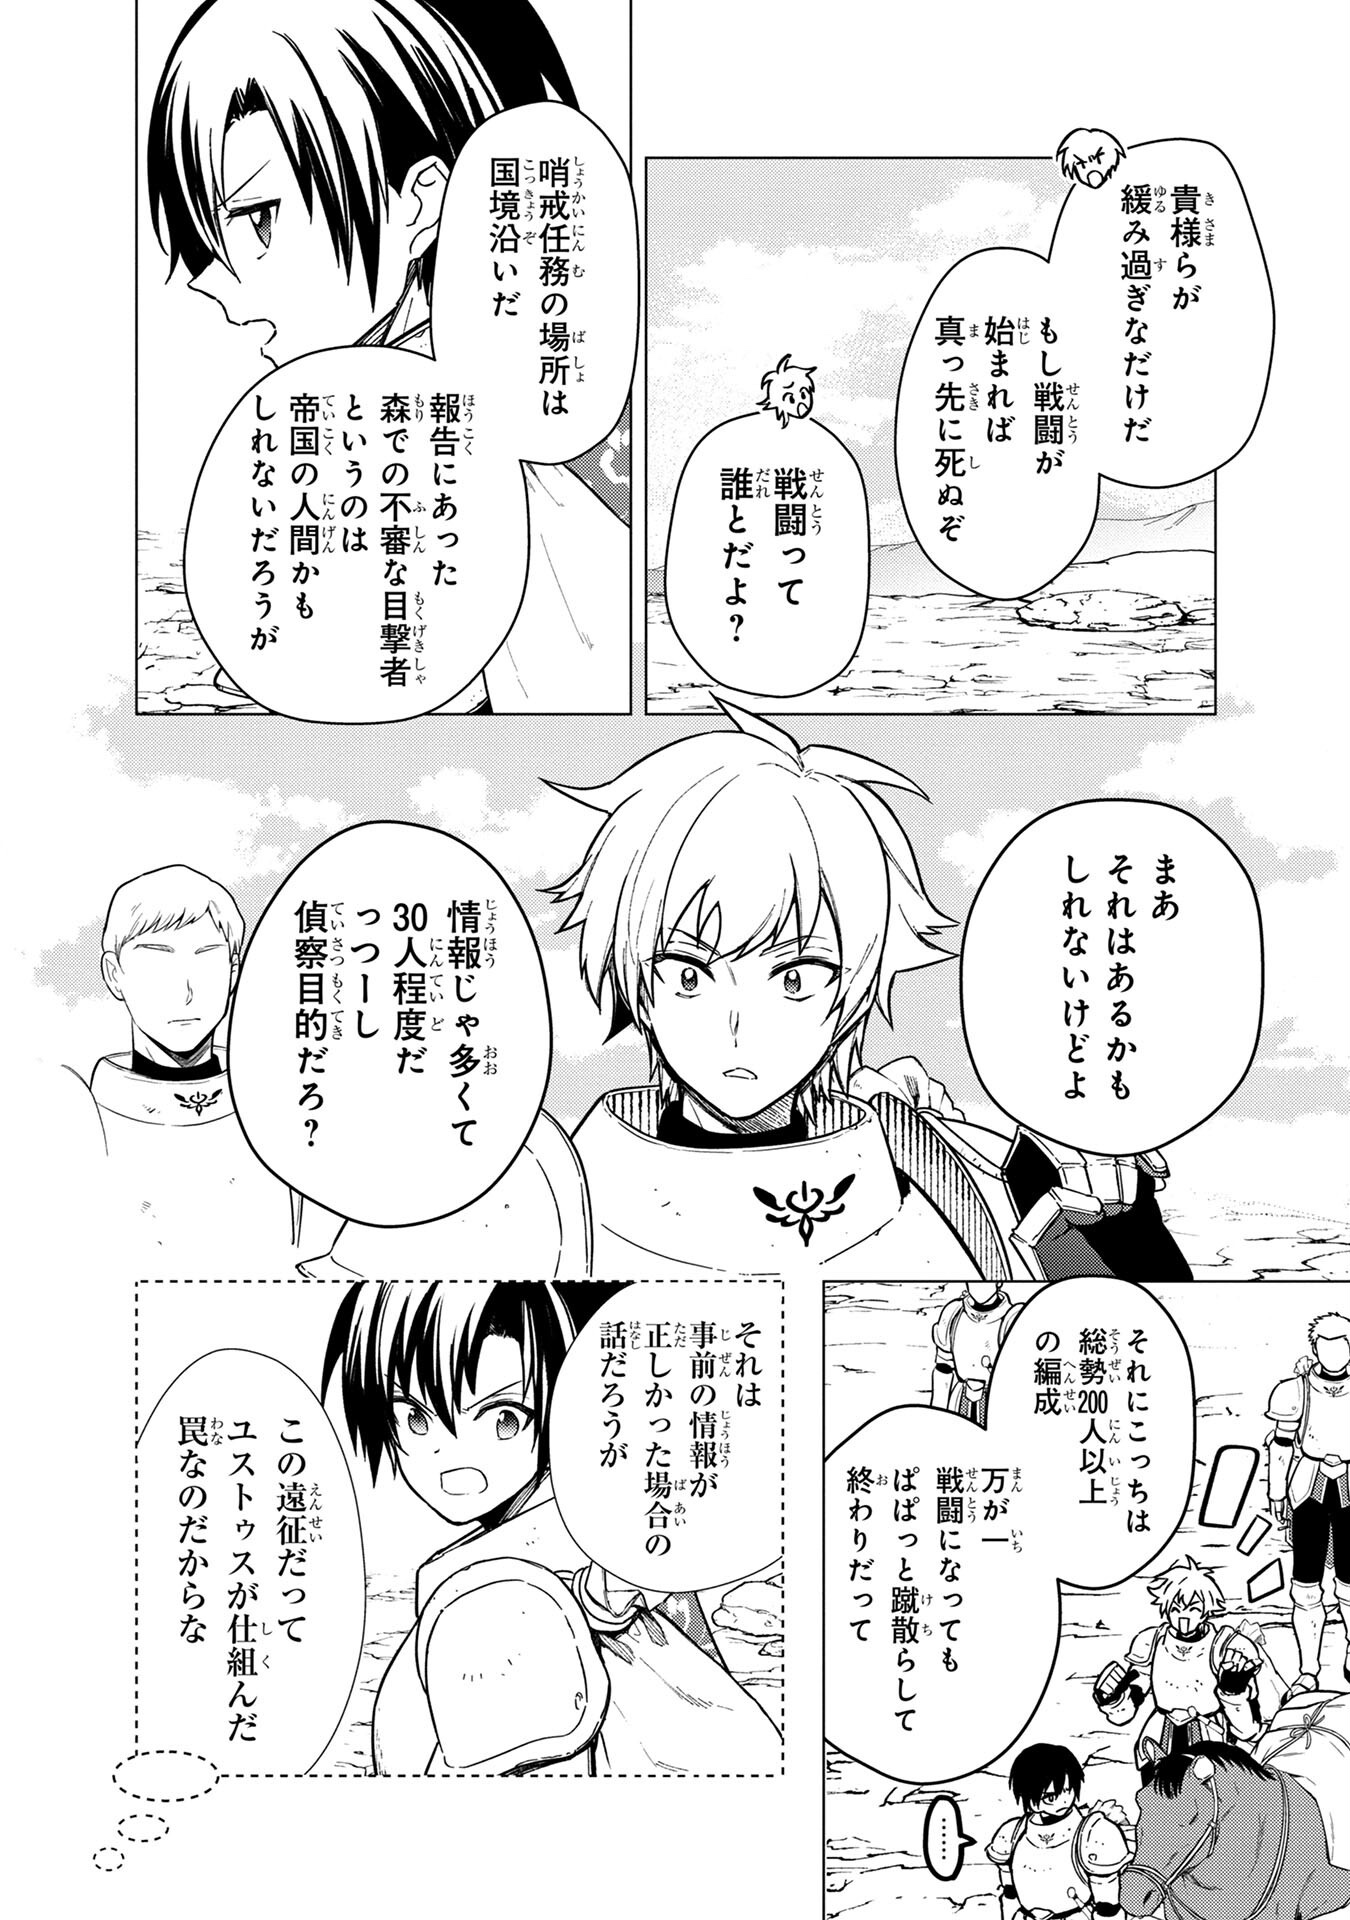 貴様らが
緩み過ぎなだけだ
もし戦闘が
始まれば
真っ先に死ぬぞ
戦闘って
誰とだよ？
哨戒任務の場所は
国境沿いだ
報告にあった
森での不審な目撃者
というのは
帝国の人間かも
しれないだろうが
まあ
それはあるかも
しれないけどよ
情報じゃ多くて
30人程度だ
っつーし
偵察目的だろ？
それにこっちは
総勢200人以上
の編成
万が一
戦闘になっても
ぱぱっと蹴散らして
終わりだって
……
それは
事前の情報が
正しかった場合の
話だろうが
この遠征だって
ユストゥスが仕組んだ
罠なのだからな